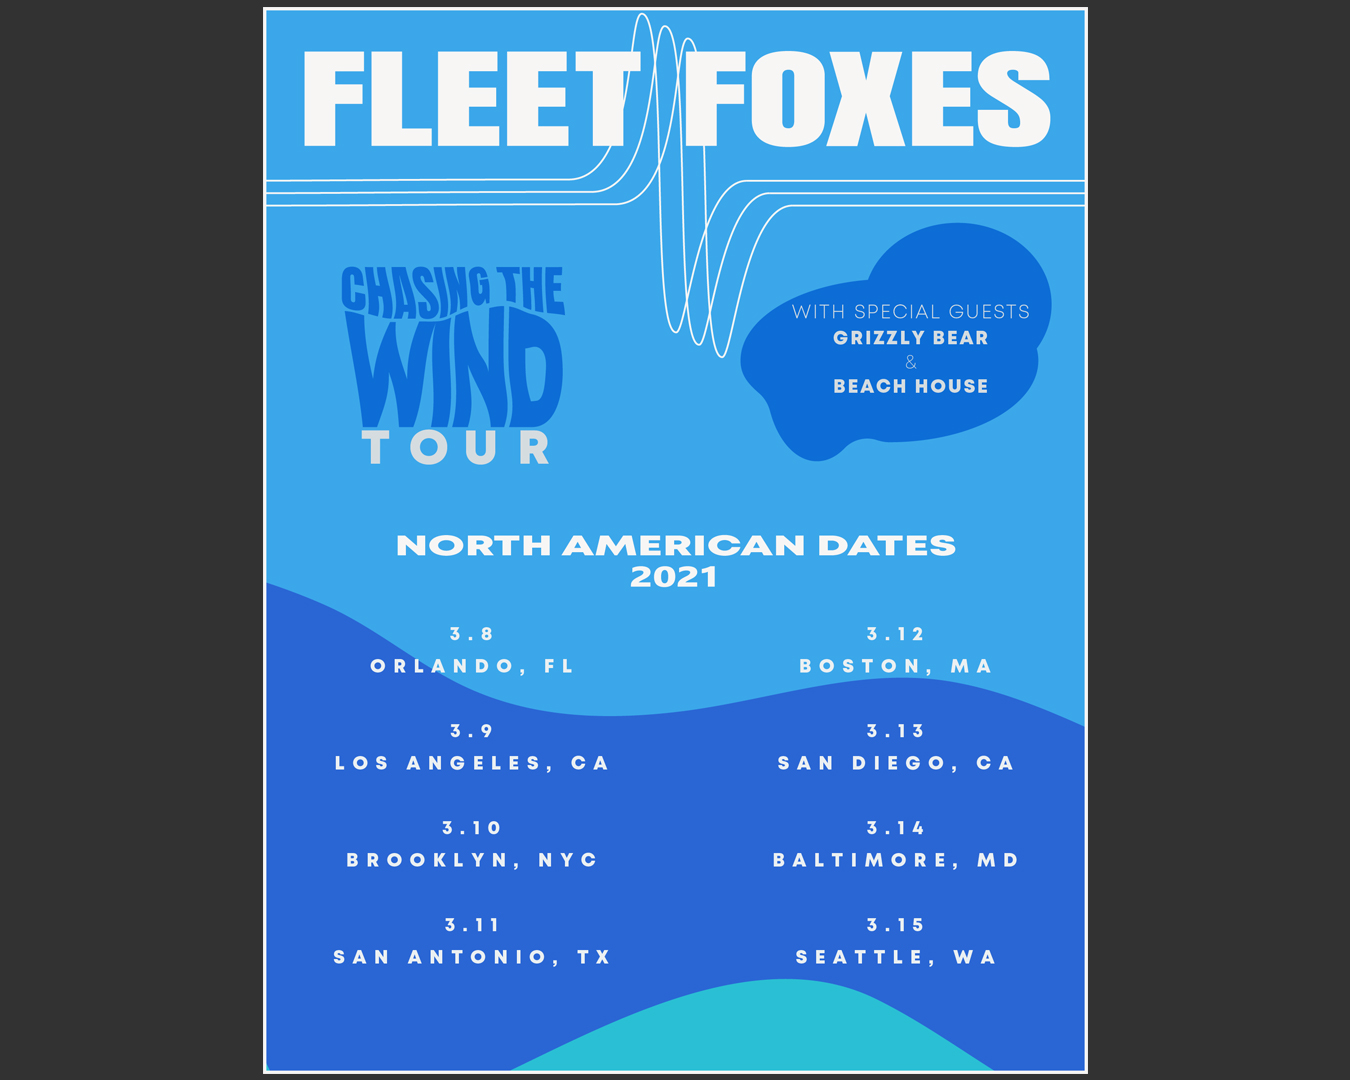 FLEET FOXES
CHASING THE
WIND
TOUR
WITH SPECIAL GUESTS
GRIZZLY BEAR
&
BEACH HOUSE
NORTH AMERICAN DATES
2021
3.8
ORLANDO, FL
3.9
LOS ANGELES, CA
3.10
BROOKLYN, NYC
3.11
SAN ANTONIO, TX
3.12
BOSTON, MA
3.13
SAN DIEGO, CA
3.14
BALTIMORE, MD
3.15
SEATTLE, WA